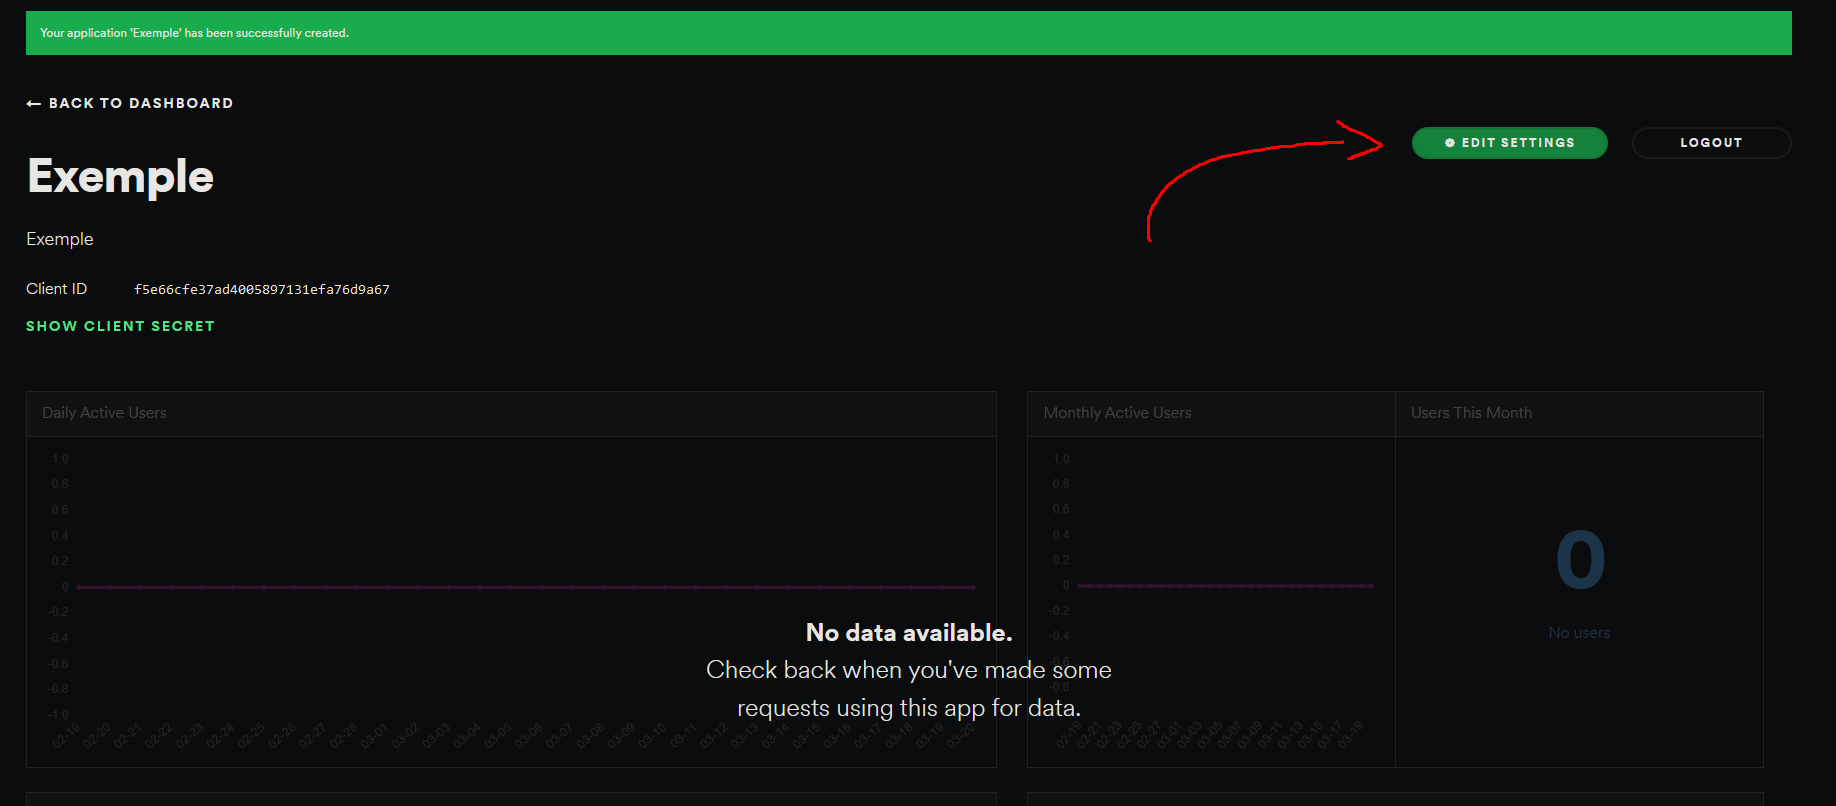 Your application 'Exemple' has been successfully created.
← BACK TO DASHBOARD
EDIT SETTINGS
LOGOUT
Exemple
Exemple
Client ID f5e66cfe37ad4005897131efa76d9a67
SHOW CLIENT SECRET
Daily Active Users
1.0
0.8
0.6
0.4
0.2
0
-0.2
-0.4
-0.6
-0.8
-1.0
02-19 02-20 02-21 02-22 02-23 02-24 02-25 02-26 02-27 02-28 03-01 03-02 03-03 03-04 03-05 03-06 03-07 03-08 03-09 03-10 03-11 03-12 03-13 03-14 03-15 03-16 03-17 03-18 03-19 03-20
Monthly Active Users
1.0
0.8
0.6
0.4
0.2
0
-0.2
-0.4
-0.6
-0.8
02-19 02-21 02-23 02-25 02-27 03-01 03-03 03-05 03-07 03-09 03-11 03-13 03-15 03-17 03-19
Users This Month
0
No users
No data available.
Check back when you've made some
requests using this app for data.